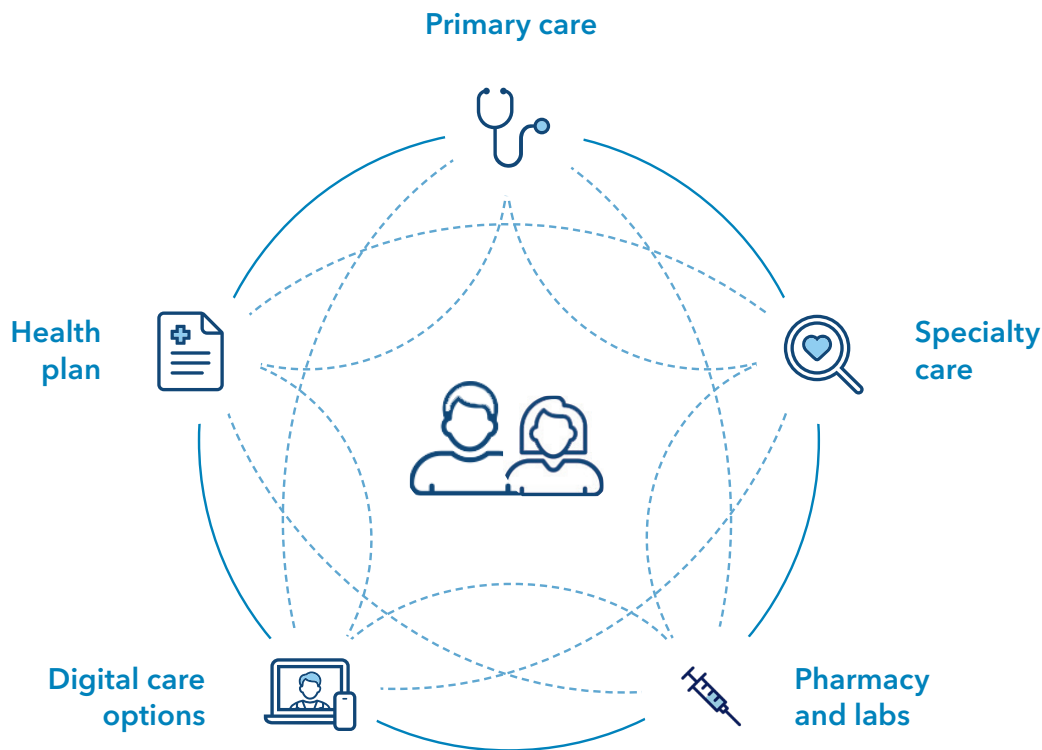 Primary care
Health
plan
Specialty
care
Digital care
options
Pharmacy
and labs